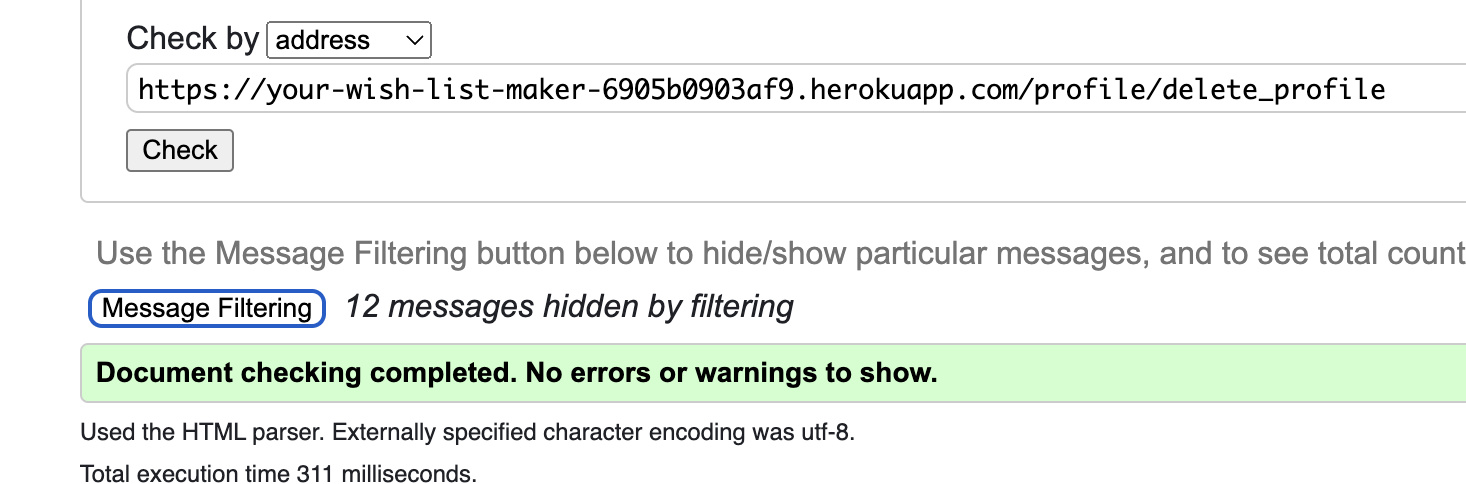 Check by address
https://your-wish-list-maker-6905b0903af9.herokuapp.com/profile/delete_profile
Check
Use the Message Filtering button below to hide/show particular messages, and to see total count
Message Filtering 12 messages hidden by filtering
Document checking completed. No errors or warnings to show.
Used the HTML parser. Externally specified character encoding was utf-8.
Total execution time 311 milliseconds.